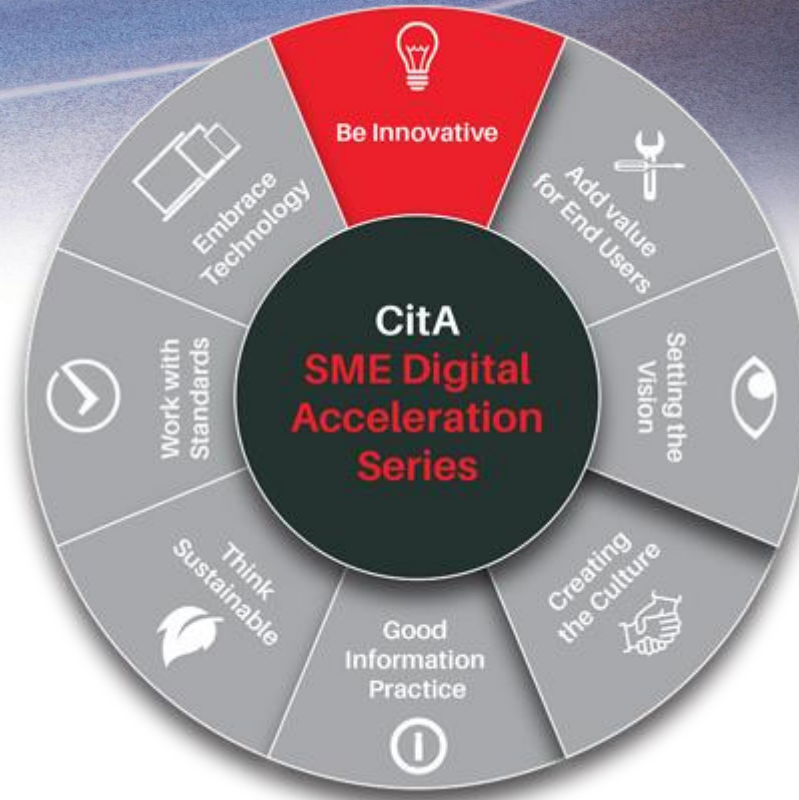 Be Innovative
Add value
for End Users
Setting the
Vision
Creating
the Culture
Good
Information
Practice
Think
Sustainable
Work with
Standards
Embrace
Technology
CitA
SME Digital
Acceleration
Series